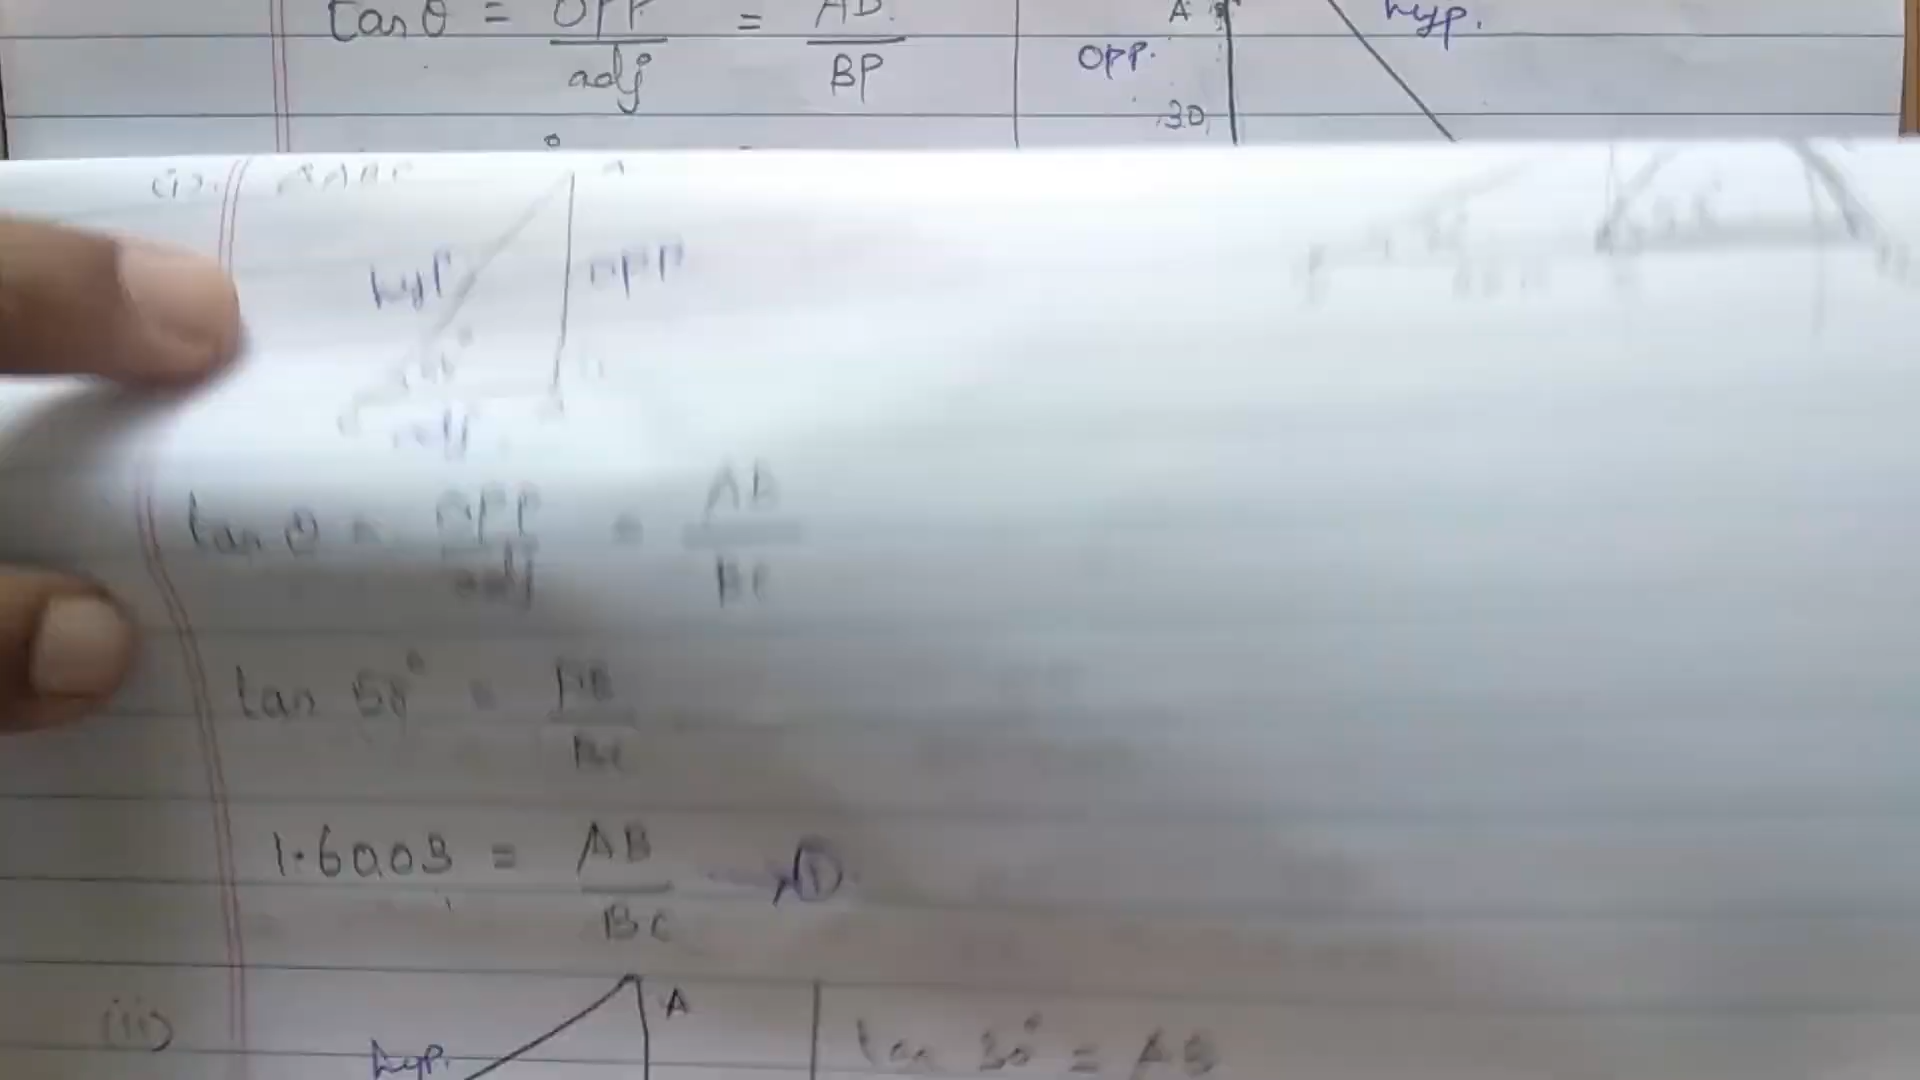 tan θ = opp. / adj = AB / BP
A
hyp.
opp.
30
(i)
hyp
opp
adj
tan θ = opp / adj = AB / BC
tan 58° = AB / BC
1.6003 = AB / BC → ①
(ii)
A
hyp.
tan 30° = AB